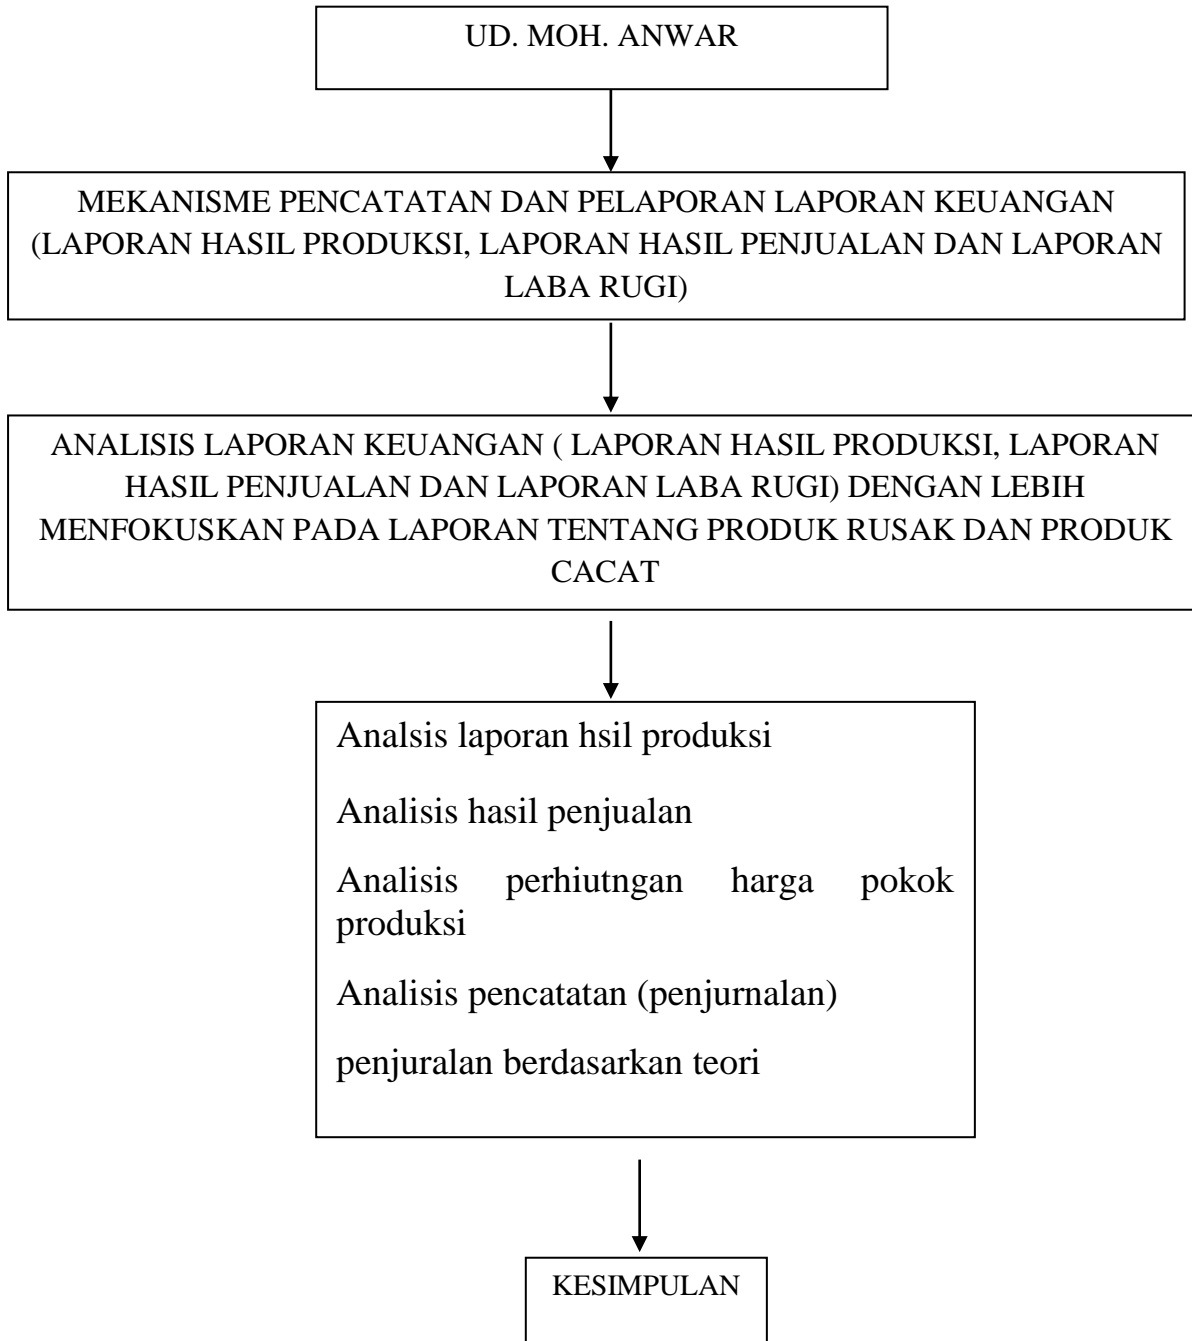 UD. MOH. ANWAR
MEKANISME PENCATATAN DAN PELAPORAN LAPORAN KEUANGAN
(LAPORAN HASIL PRODUKSI, LAPORAN HASIL PENJUALAN DAN LAPORAN
LABA RUGI)
ANALISIS LAPORAN KEUANGAN ( LAPORAN HASIL PRODUKSI, LAPORAN
HASIL PENJUALAN DAN LAPORAN LABA RUGI) DENGAN LEBIH
MENFOKUSKAN PADA LAPORAN TENTANG PRODUK RUSAK DAN PRODUK
CACAT
Analsis laporan hsil produksi
Analisis hasil penjualan
Analisis perhiutngan harga pokok
produksi
Analisis pencatatan (penjurnalan)
penjuralan berdasarkan teori
KESIMPULAN